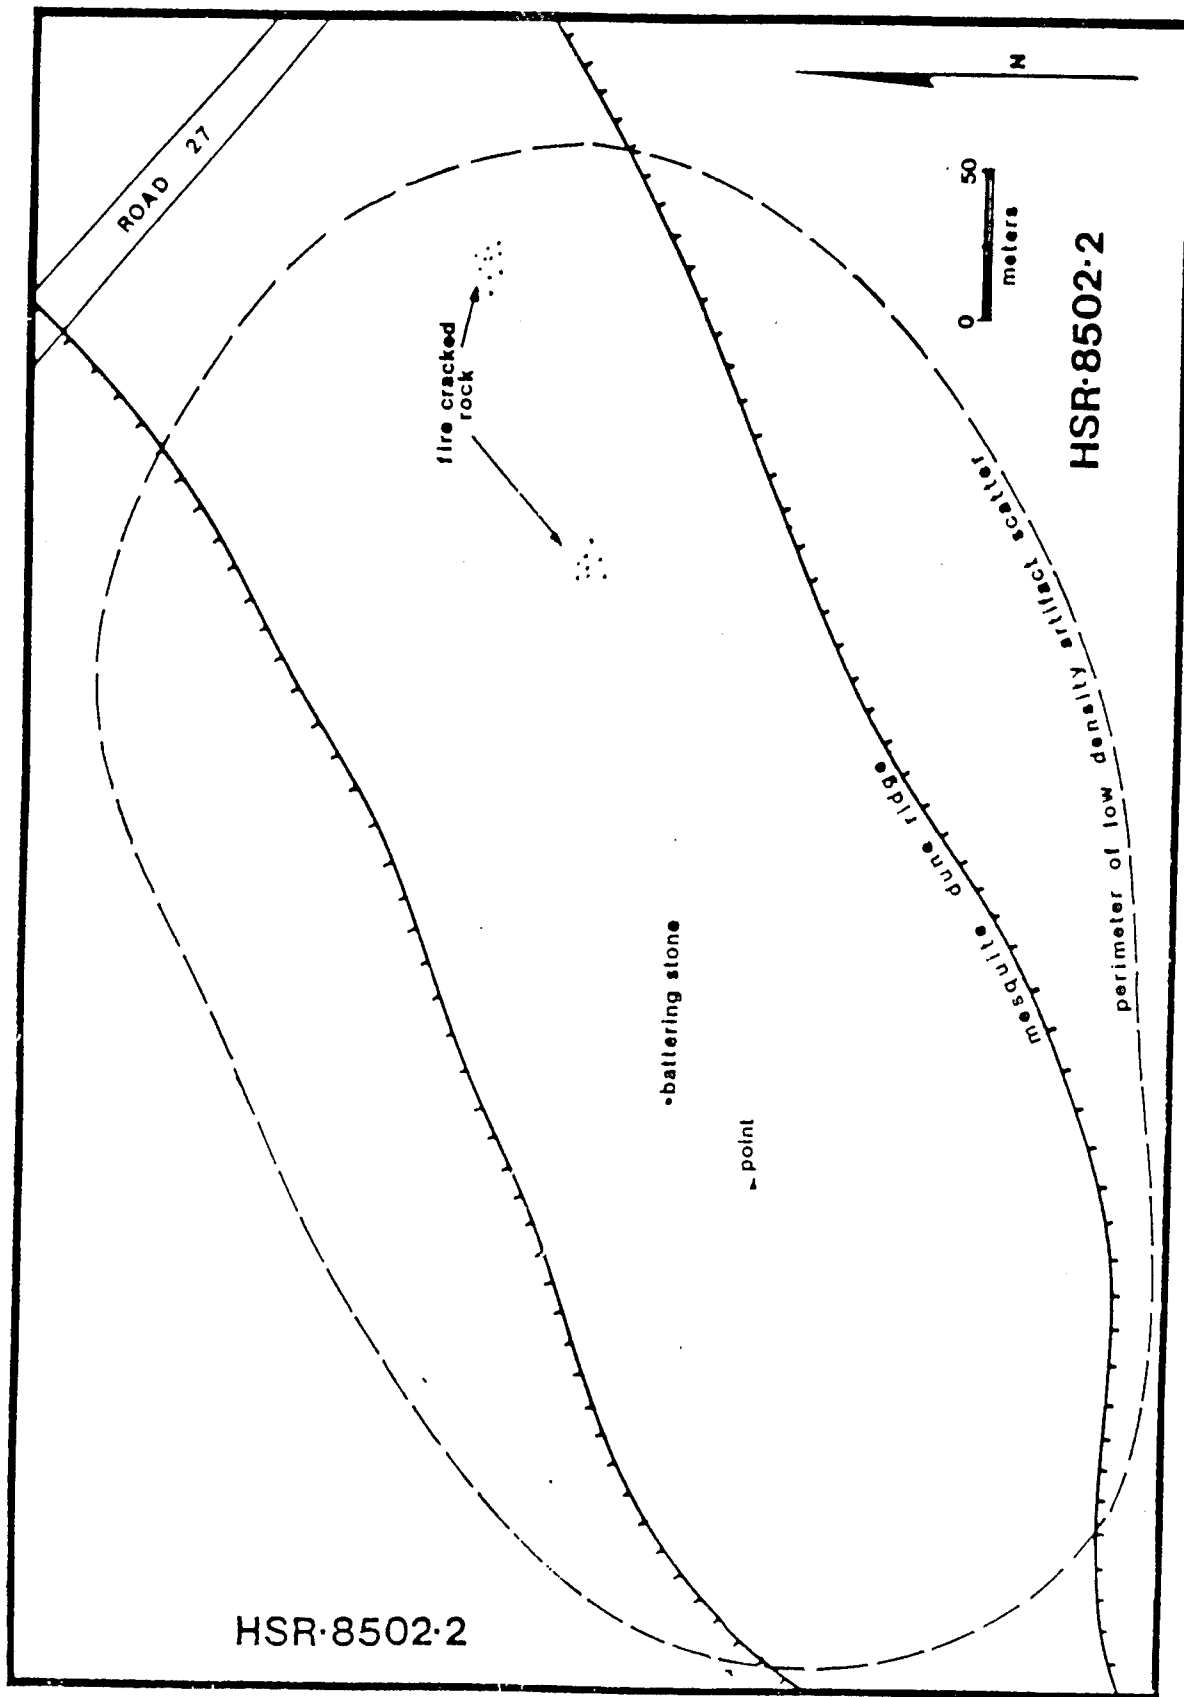 ROAD 27
N
fire cracked
rock
0 50
meters
HSR·8502·2
battering stone
point
mesquite dune ridge
perimeter of low density artifact scatter
HSR·8502·2